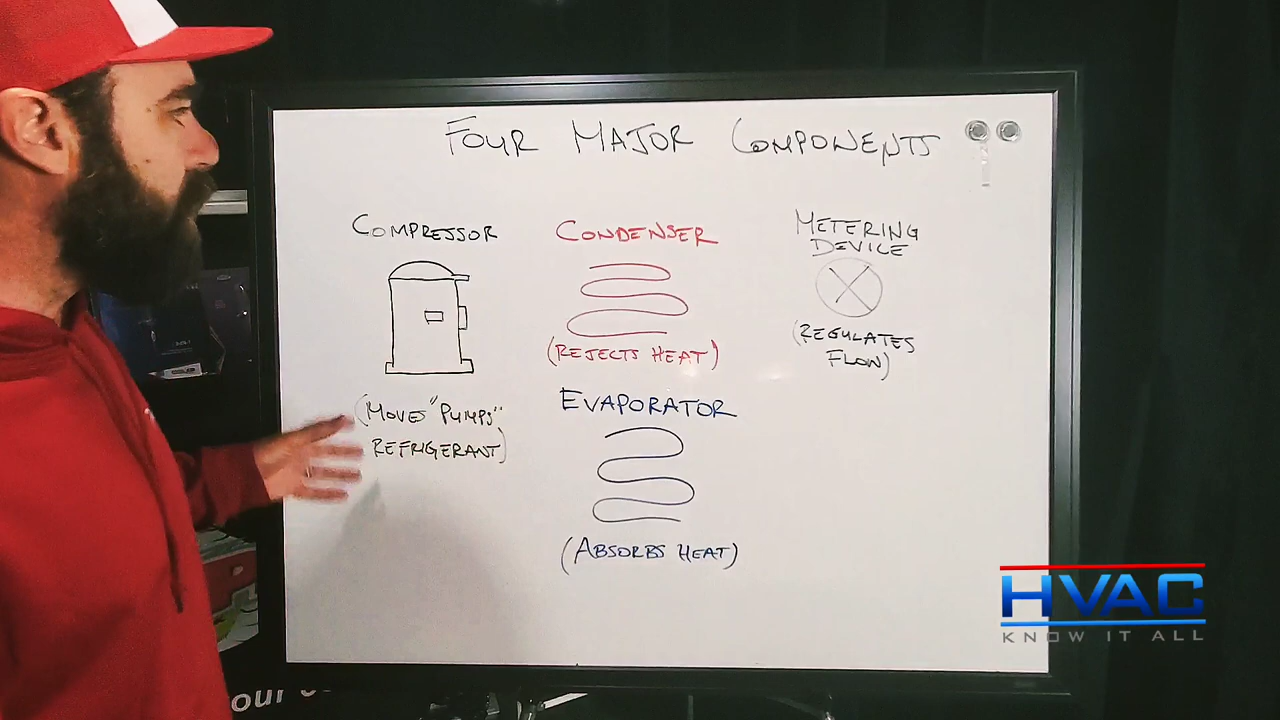 FOUR MAJOR COMPONENTS
COMPRESSOR
(MOVES "PUMPS"
REFRIGERANT)
CONDENSER
(REJECTS HEAT)
METERING
DEVICE
(REGULATES
FLOW)
EVAPORATOR
(ABSORBS HEAT)
HVAC
KNOW IT ALL
our